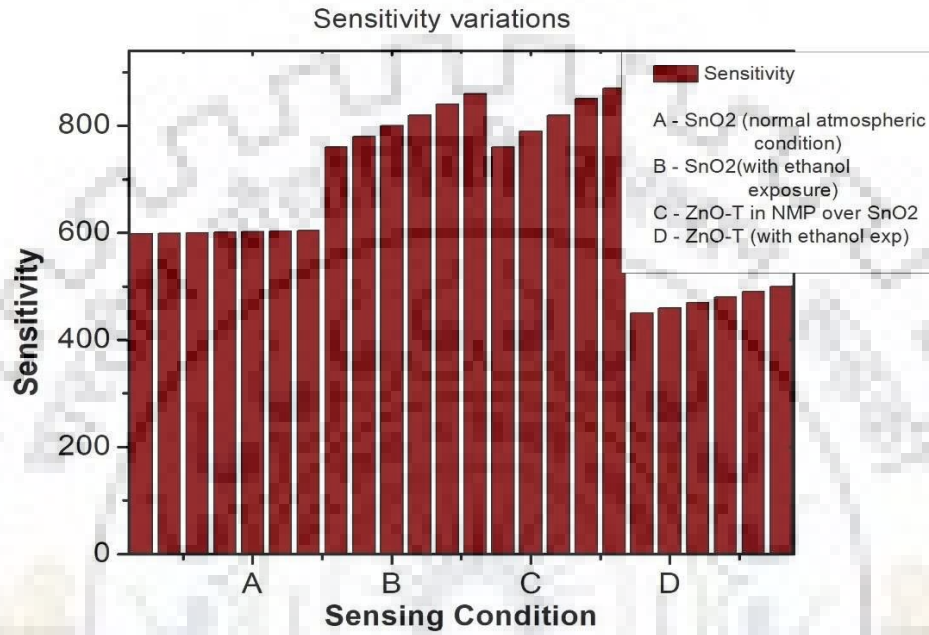 Sensitivity variations
Sensitivity
A - SnO2 (normal atmospheric
condition)
B - SnO2(with ethanol
exposure)
C - ZnO-T in NMP over SnO2
D - ZnO-T (with ethanol exp)
800
600
400
200
0
Sensitivity
A B C D
Sensing Condition